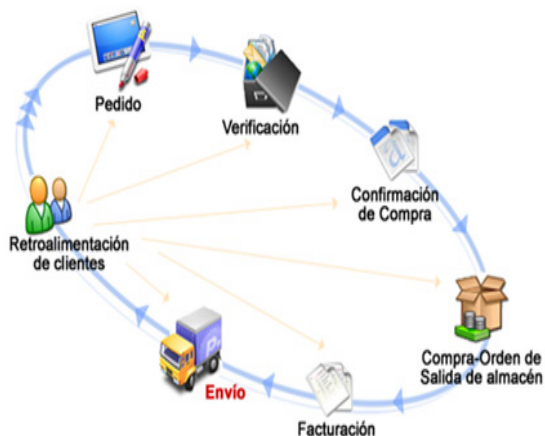 Pedido
Verificación
Confirmación
de Compra
Retroalimentación
de clientes
Compra-Orden de
Salida de almacén
Envío
Facturación